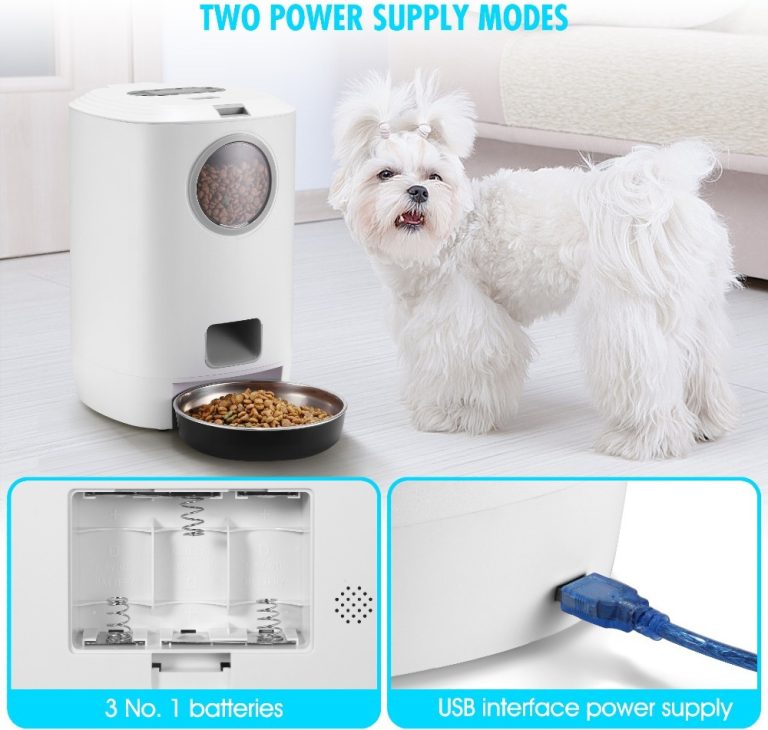 TWO POWER SUPPLY MODES
3 No. 1 batteries
USB interface power supply